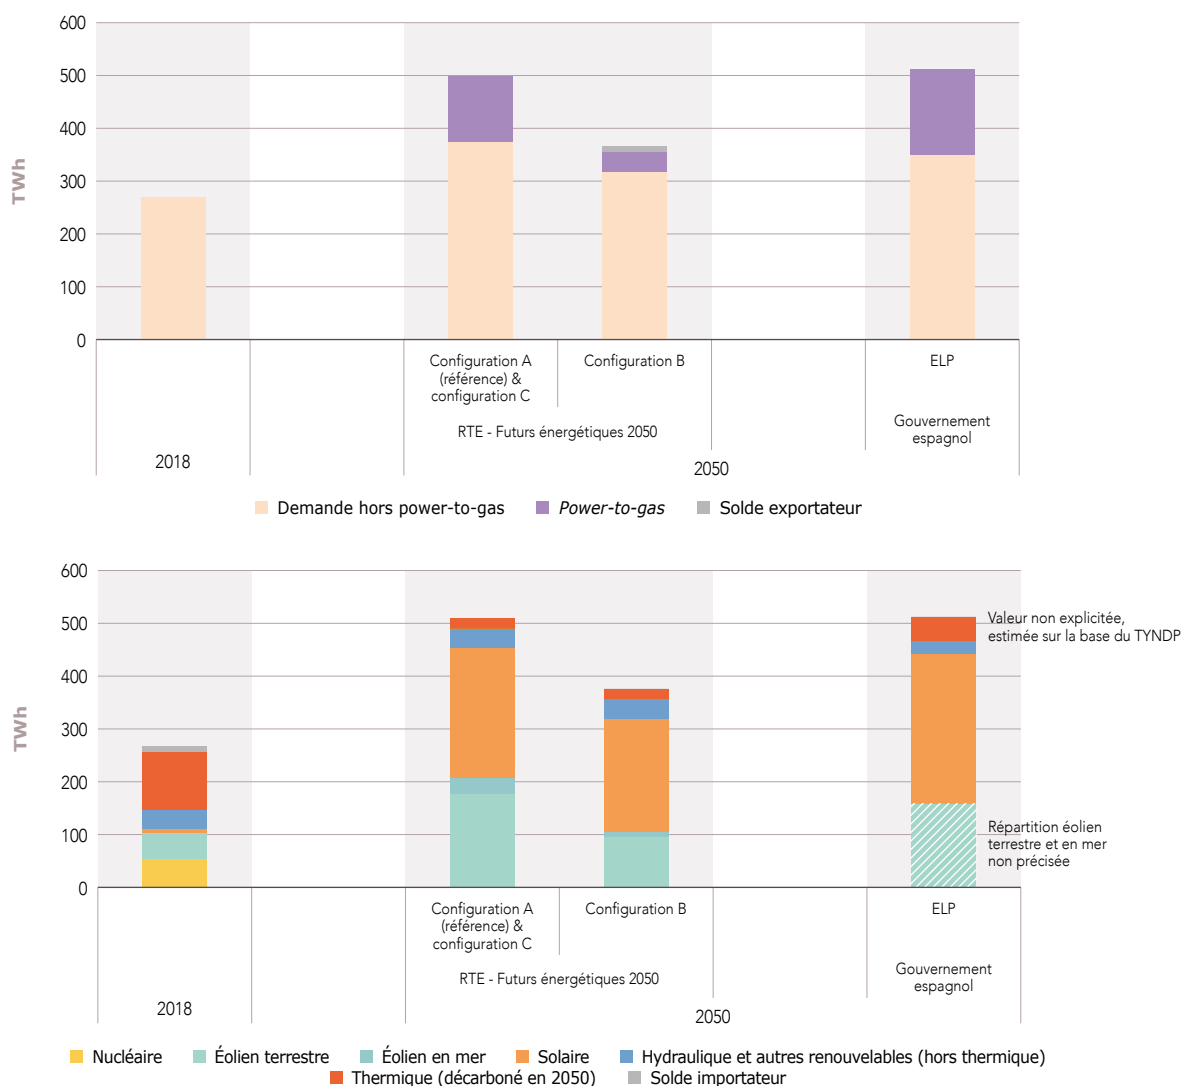 600
500
400
300
200
100
0
TWh
Configuration A
(référence) &
configuration C
Configuration B
ELP
RTE - Futurs énergétiques 2050
Gouvernement
espagnol
2018
2050
Demande hors power-to-gas
Power-to-gas
Solde exportateur
600
500
400
300
200
100
0
TWh
Valeur non explicitée,
estimée sur la base du TYNDP
Répartition éolien
terrestre et en mer
non précisée
Configuration A
(référence) &
configuration C
Configuration B
ELP
RTE - Futurs énergétiques 2050
Gouvernement
espagnol
2018
2050
Nucléaire
Éolien terrestre
Éolien en mer
Solaire
Hydraulique et autres renouvelables (hors thermique)
Thermique (décarboné en 2050)
Solde importateur